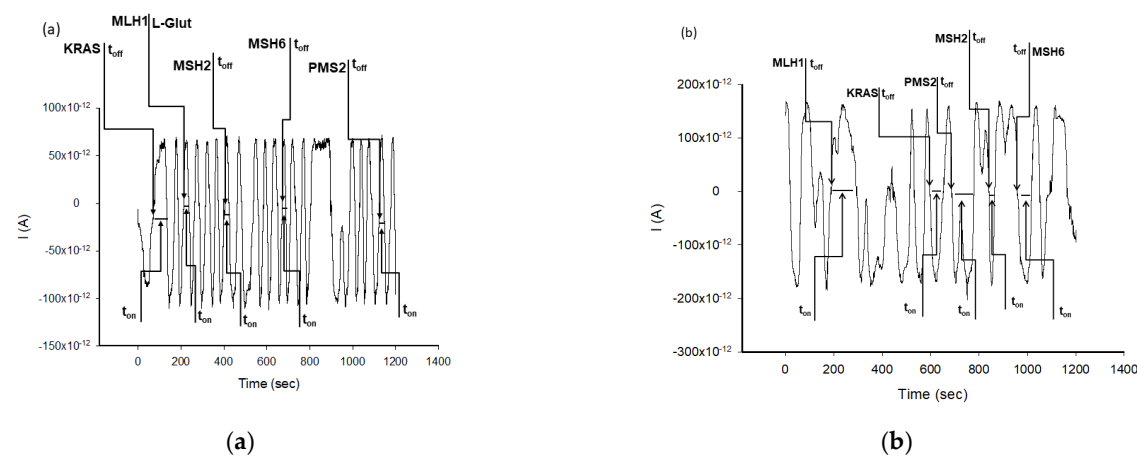 (a)
MLH1 L-Glut
KRAS t_off
MSH2 t_off
MSH6 t_off
PMS2 t_off
100x10⁻¹²
50x10⁻¹²
0
-50x10⁻¹²
-100x10⁻¹²
-150x10⁻¹²
I (A)
t_on t_on t_on t_on t_on
0 200 400 600 800 1000 1200 1400
Time (sec)
(a)
(b)
MSH2 t_off
t_off MSH6
MLH1 t_off
KRAS t_off
PMS2 t_off
200x10⁻¹²
100x10⁻¹²
0
-100x10⁻¹²
-200x10⁻¹²
-300x10⁻¹²
I (A)
t_on t_on t_on t_on t_on
0 200 400 600 800 1000 1200 1400
Time (sec)
(b)